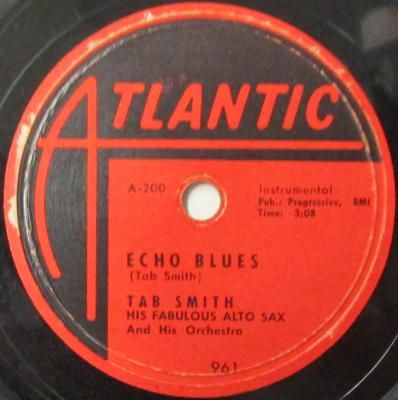 ATLANTIC
A-200
Instrumental
Pub.: Progressive, BMI
Time: 3:08
ECHO BLUES
(Tab Smith)
TAB SMITH
HIS FABULOUS ALTO SAX
And His Orchestra
961